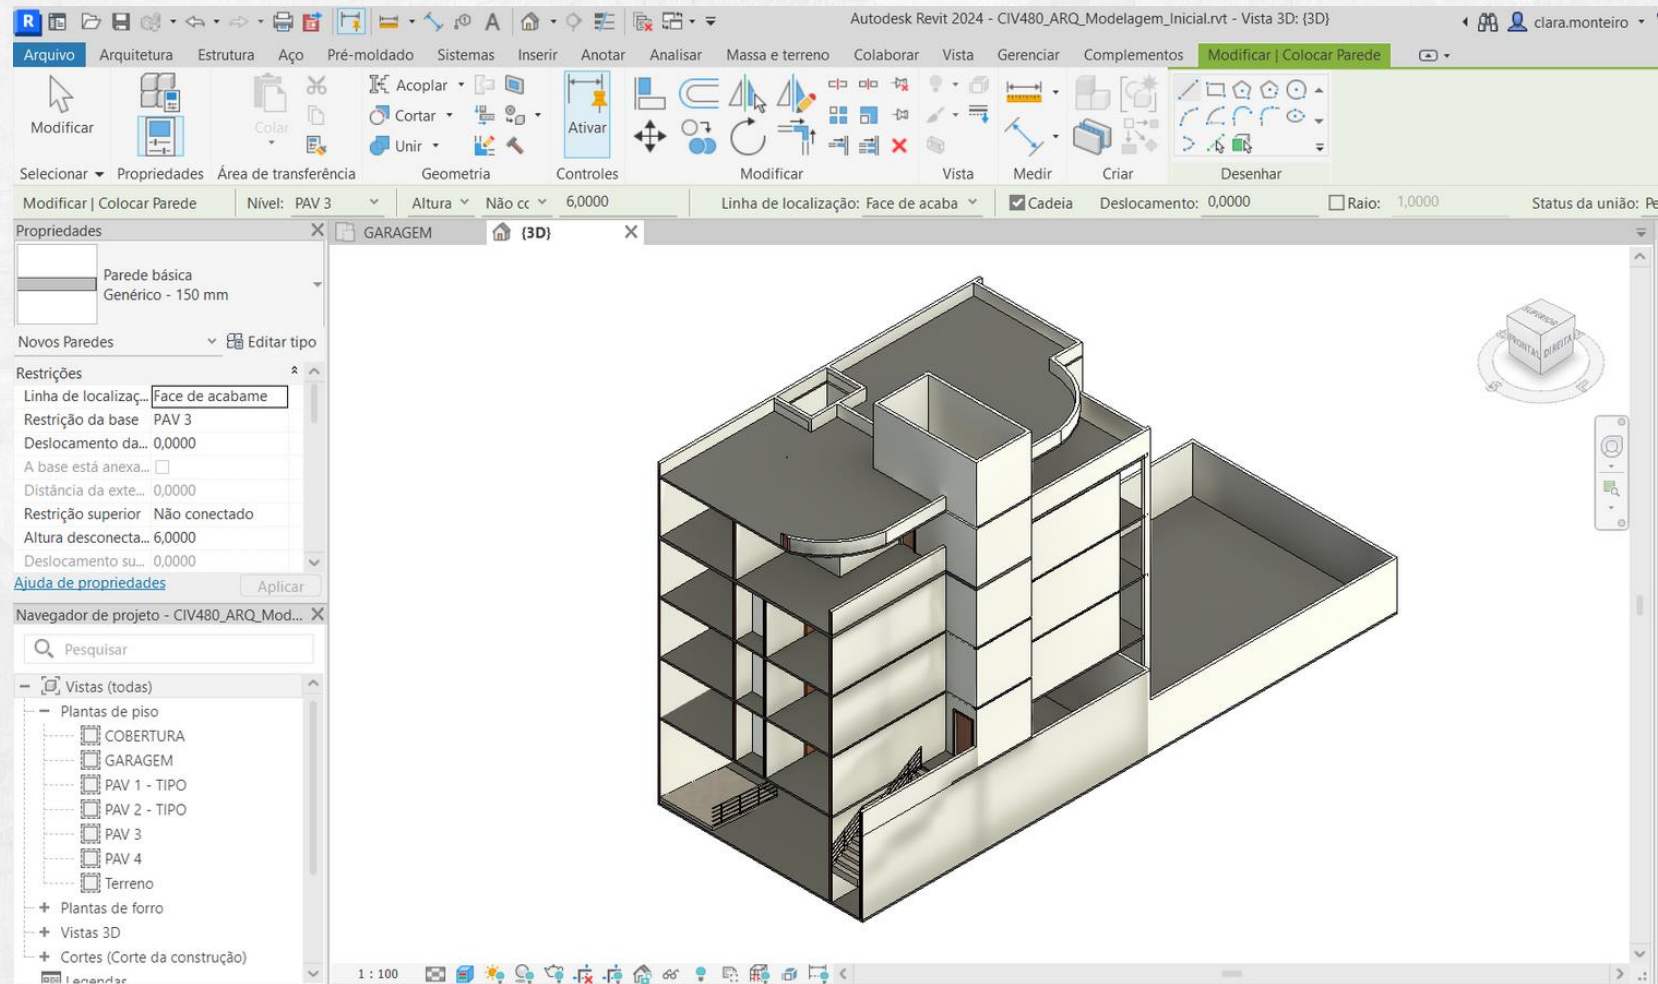 R
Autodesk Revit 2024 - CIV480_ARQ_Modelagem_Inicial.rvt - Vista 3D: {3D}
clara.monteiro
Arquivo Arquitetura Estrutura Aço Pré-moldado Sistemas Inserir Anotar Analisar Massa e terreno Colaborar Vista Gerenciar Complementos Modificar | Colocar Parede
Modificar
Colar
Acoplar
Cortar
Unir
Ativar
Selecionar Propriedades Área de transferência Geometria Controles Modificar Vista Medir Criar Desenhar
Modificar | Colocar Parede Nível: PAV 3 Altura Não cc 6,0000 Linha de localização: Face de acaba Cadeia Deslocamento: 0,0000 Raio: 1,0000 Status da união: Pe
Propriedades
GARAGEM {3D}
Parede básica
Genérico - 150 mm
Novos Paredes Editar tipo
Restrições
Linha de localizaç... Face de acabame
Restrição da base PAV 3
Deslocamento da... 0,0000
A base está anexa...
Distância da exte... 0,0000
Restrição superior Não conectado
Altura desconecta... 6,0000
Deslocamento su... 0,0000
Ajuda de propriedades Aplicar
Navegador de projeto - CIV480_ARQ_Mod...
Pesquisar
Vistas (todas)
Plantas de piso
COBERTURA
GARAGEM
PAV 1 - TIPO
PAV 2 - TIPO
PAV 3
PAV 4
Terreno
Plantas de forro
Vistas 3D
Cortes (Corte da construção)
Legendas
SUPERIOR
FRONTAL
DIREITA
1 : 100